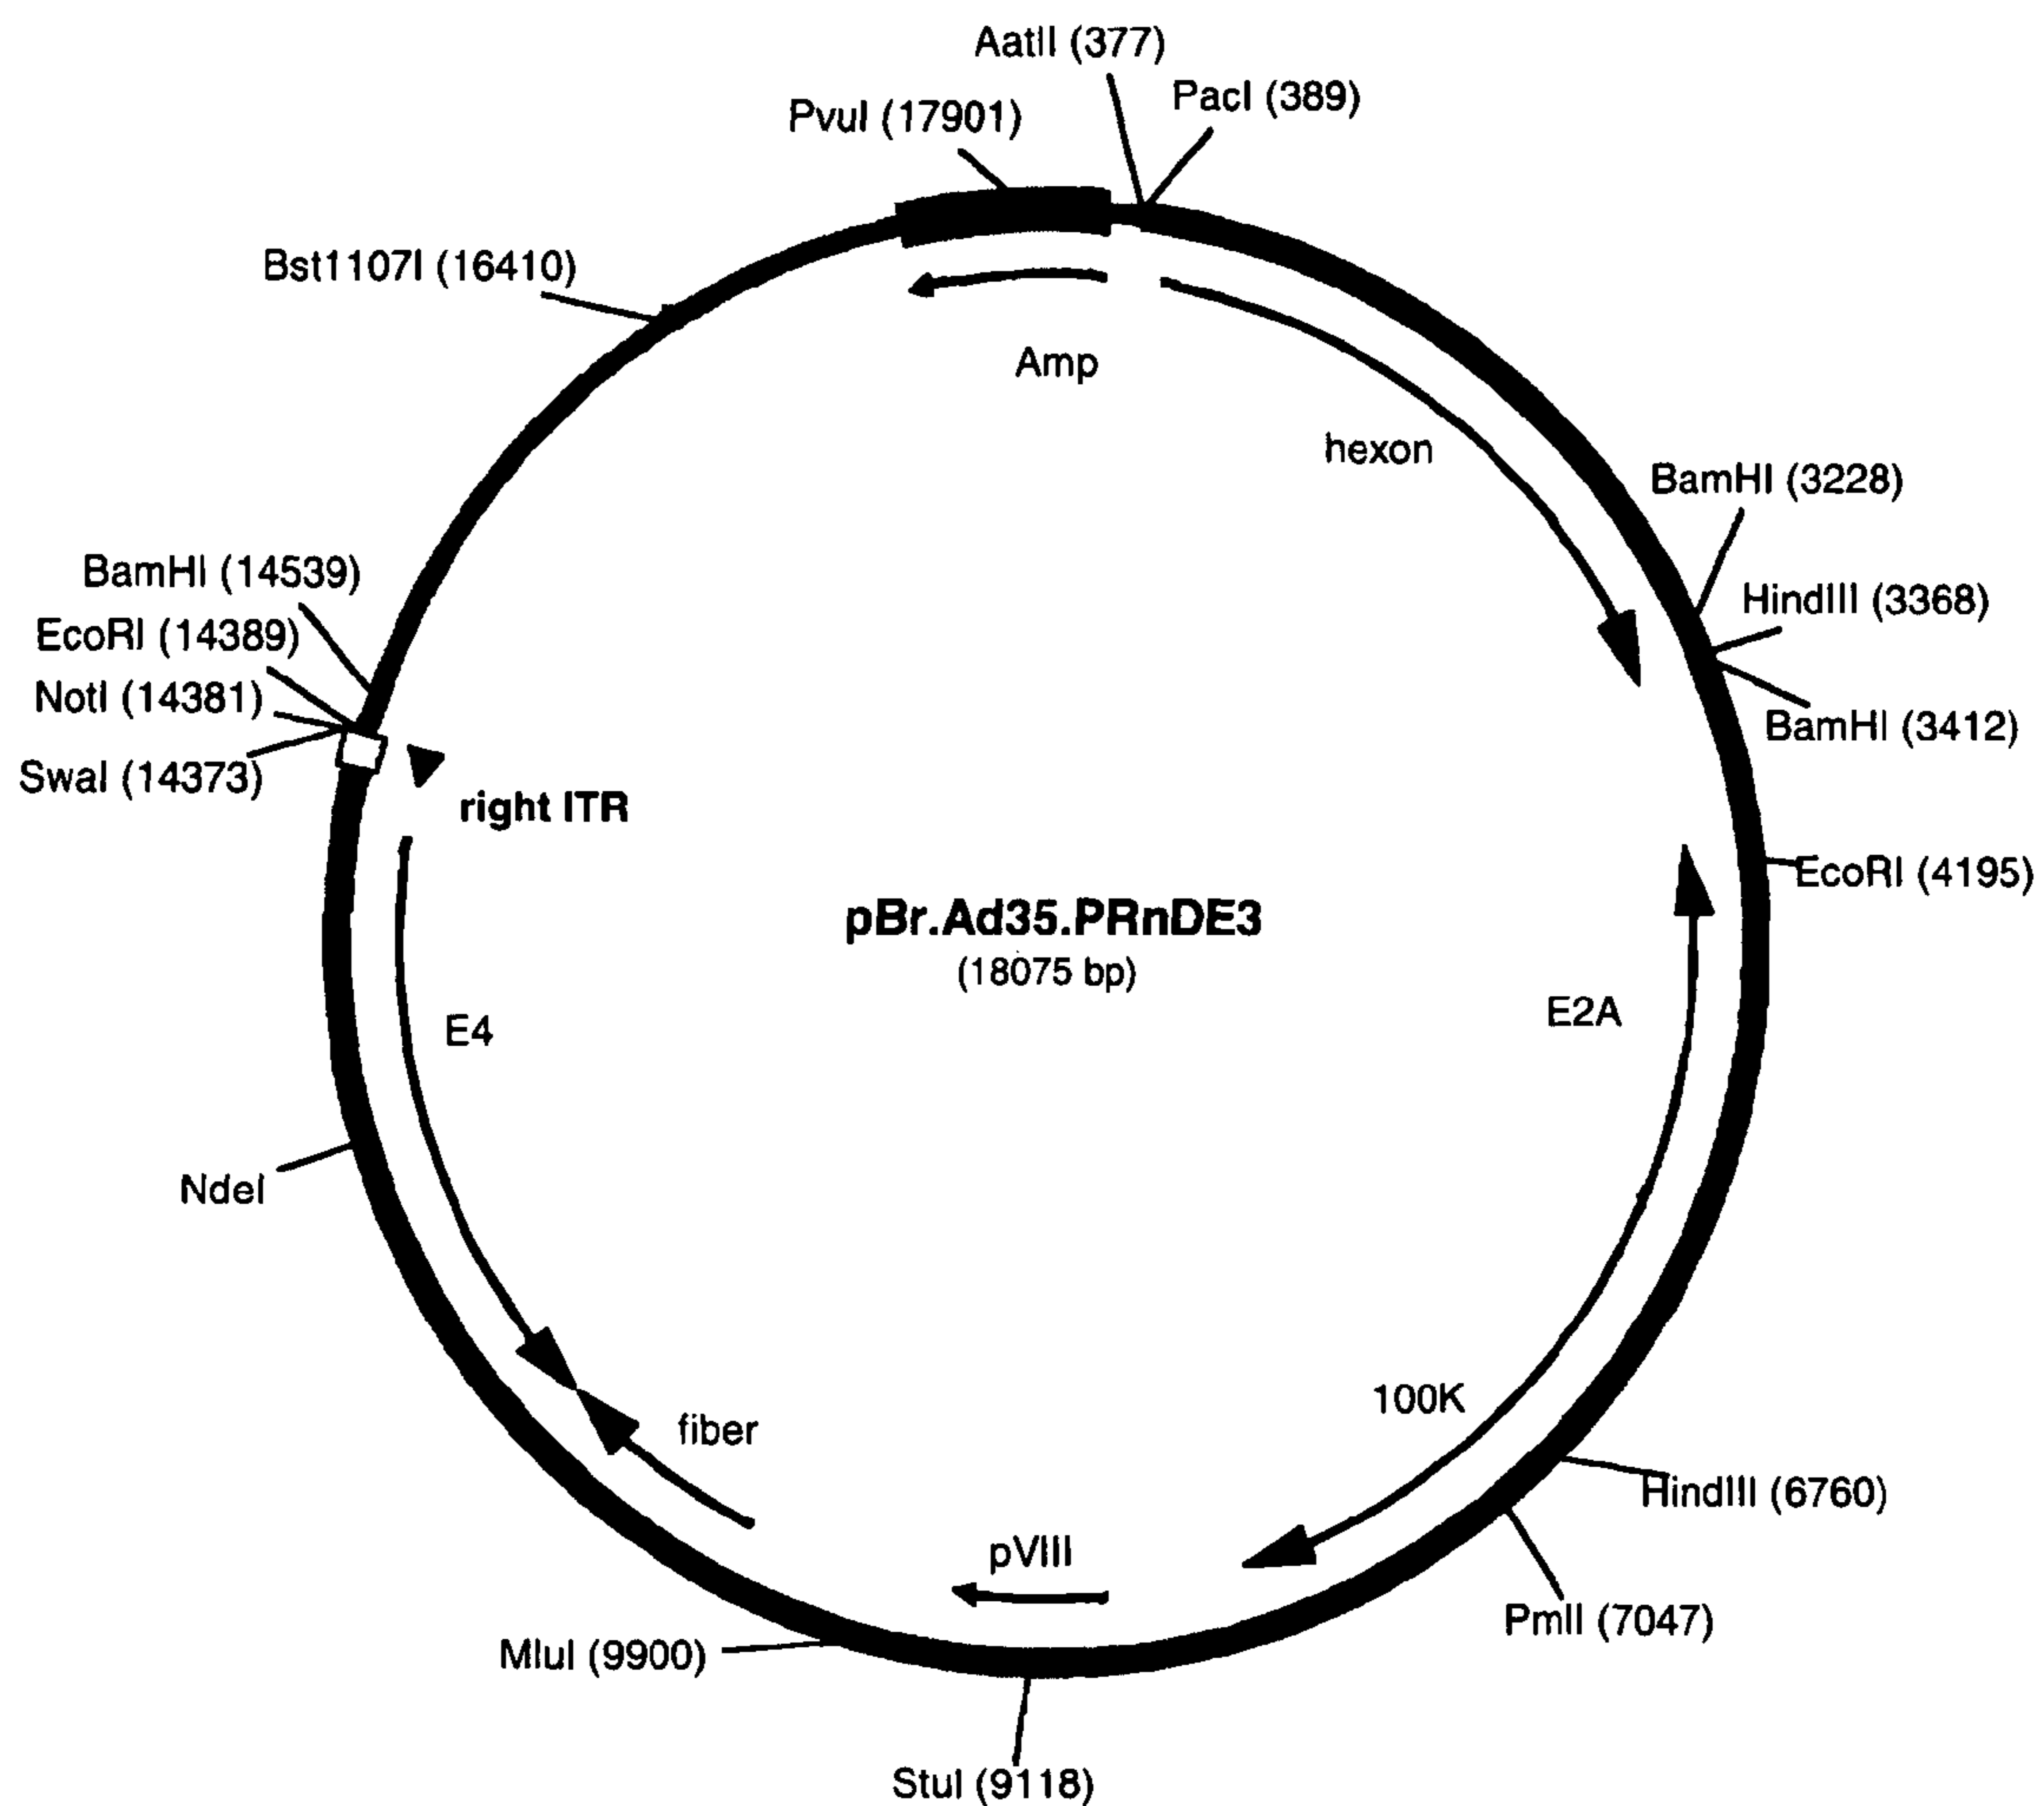 AatII (377)
PacI (389)
PvuI (17901)
Bst1107I (16410)
Amp
hexon
BamHI (3228)
BamHI (14539)
HindIII (3368)
EcoRI (14389)
NotI (14381)
BamHI (3412)
SwaI (14373)
right ITR
EcoRI (4195)
pBr.Ad35.PRnDE3
(18075 bp)
E2A
E4
NdeI
100K
fiber
HindIII (6760)
pVIII
PmlI (7047)
MluI (9900)
StuI (9118)